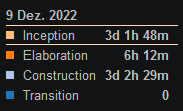 9 Dez. 2022
Inception 3d 1h 48m
Elaboration 6h 12m
Construction 3d 2h 29m
Transition 0